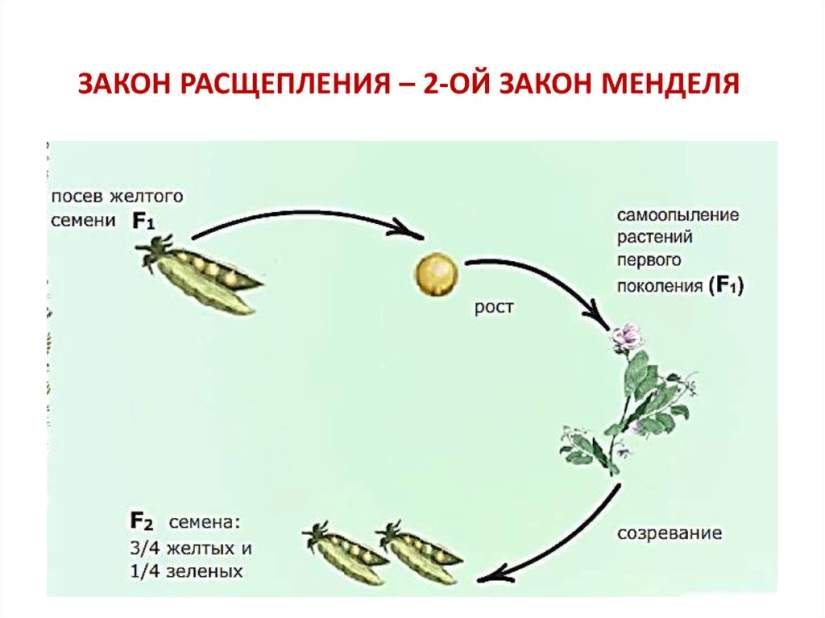 ЗАКОН РАСЩЕПЛЕНИЯ – 2-ОЙ ЗАКОН МЕНДЕЛЯ
посев желтого
семени F₁
самоопыление
растений
первого
поколения (F₁)
рост
F₂ семена:
3/4 желтых и
1/4 зеленых
созревание